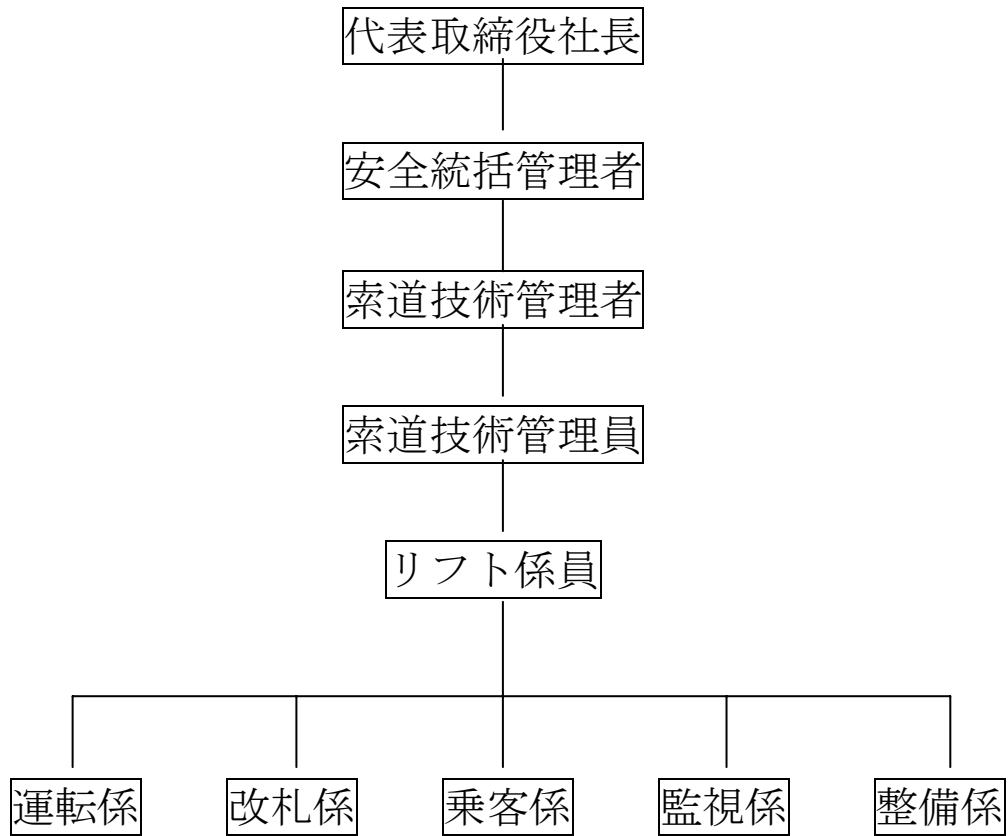 代表取締役社長
安全統括管理者
索道技術管理者
索道技術管理員
リフト係員
運転係
改札係
乗客係
監視係
整備係